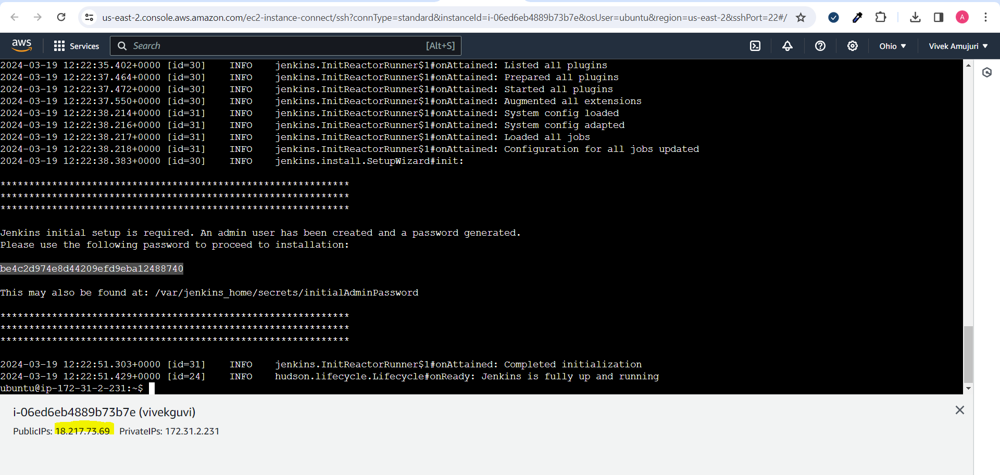 us-east-2.console.aws.amazon.com/ec2-instance-connect/ssh?connType=standard&instanceId=i-06ed6eb4889b73b7e&osUser=ubuntu&region=us-east-2&sshPort=22#/
A
aws Services Search [Alt+S] Ohio Vivek Amujuri
2024-03-19 12:22:35.402+0000 [id=30] INFO jenkins.InitReactorRunner$1#onAttained: Listed all plugins
2024-03-19 12:22:37.464+0000 [id=30] INFO jenkins.InitReactorRunner$1#onAttained: Prepared all plugins
2024-03-19 12:22:37.472+0000 [id=30] INFO jenkins.InitReactorRunner$1#onAttained: Started all plugins
2024-03-19 12:22:37.550+0000 [id=30] INFO jenkins.InitReactorRunner$1#onAttained: Augmented all extensions
2024-03-19 12:22:38.214+0000 [id=31] INFO jenkins.InitReactorRunner$1#onAttained: System config loaded
2024-03-19 12:22:38.216+0000 [id=31] INFO jenkins.InitReactorRunner$1#onAttained: System config adapted
2024-03-19 12:22:38.217+0000 [id=31] INFO jenkins.InitReactorRunner$1#onAttained: Loaded all jobs
2024-03-19 12:22:38.218+0000 [id=31] INFO jenkins.InitReactorRunner$1#onAttained: Configuration for all jobs updated
2024-03-19 12:22:38.383+0000 [id=30] INFO jenkins.install.SetupWizard#init:
*************************************************************
*************************************************************
*************************************************************
Jenkins initial setup is required. An admin user has been created and a password generated.
Please use the following password to proceed to installation:
be4c2d974e8d44209efd9eba12488740
This may also be found at: /var/jenkins_home/secrets/initialAdminPassword
*************************************************************
*************************************************************
*************************************************************
2024-03-19 12:22:51.303+0000 [id=31] INFO jenkins.InitReactorRunner$1#onAttained: Completed initialization
2024-03-19 12:22:51.429+0000 [id=24] INFO hudson.lifecycle.Lifecycle#onReady: Jenkins is fully up and running
ubuntu@ip-172-31-2-231:~$
i-06ed6eb4889b73b7e (vivekguvi)
PublicIPs: 18.217.73.69 PrivateIPs: 172.31.2.231